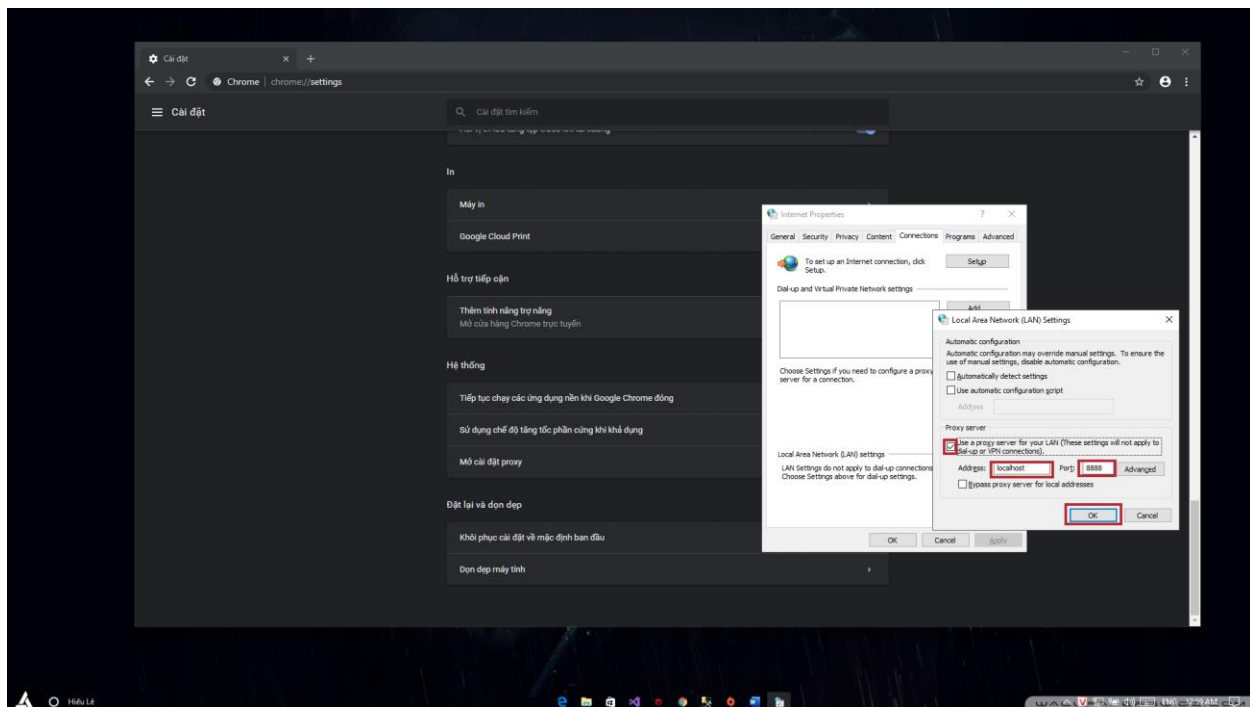 Cài đặt
Chrome | chrome://settings
Cài đặt
Cài đặt tìm kiếm
In
Máy in
Google Cloud Print
Hỗ trợ tiếp cận
Thêm tính năng trợ năng
Mở cửa hàng Chrome trực tuyến
Hệ thống
Tiếp tục chạy các ứng dụng nền khi Google Chrome đóng
Sử dụng chế độ tăng tốc phần cứng khi khả dụng
Mở cài đặt proxy
Đặt lại và dọn dẹp
Khôi phục cài đặt về mặc định ban đầu
Dọn dẹp máy tính
Internet Properties
General Security Privacy Content Connections Programs Advanced
To set up an Internet connection, click
Setup.
Setup
Dial-up and Virtual Private Network settings
Add...
Choose Settings if you need to configure a proxy
server for a connection.
Local Area Network (LAN) settings
LAN Settings do not apply to dial-up connections
Choose Settings above for dial-up settings.
OK Cancel Apply
Local Area Network (LAN) Settings
Automatic configuration
Automatic configuration may override manual settings. To ensure the
use of manual settings, disable automatic configuration.
Automatically detect settings
Use automatic configuration script
Address
Proxy server
Use a proxy server for your LAN (These settings will not apply to
dial-up or VPN connections).
Address: localhost Port: 8888 Advanced
Bypass proxy server for local addresses
OK Cancel
Hiếu Lê
ENG 12:59 AM